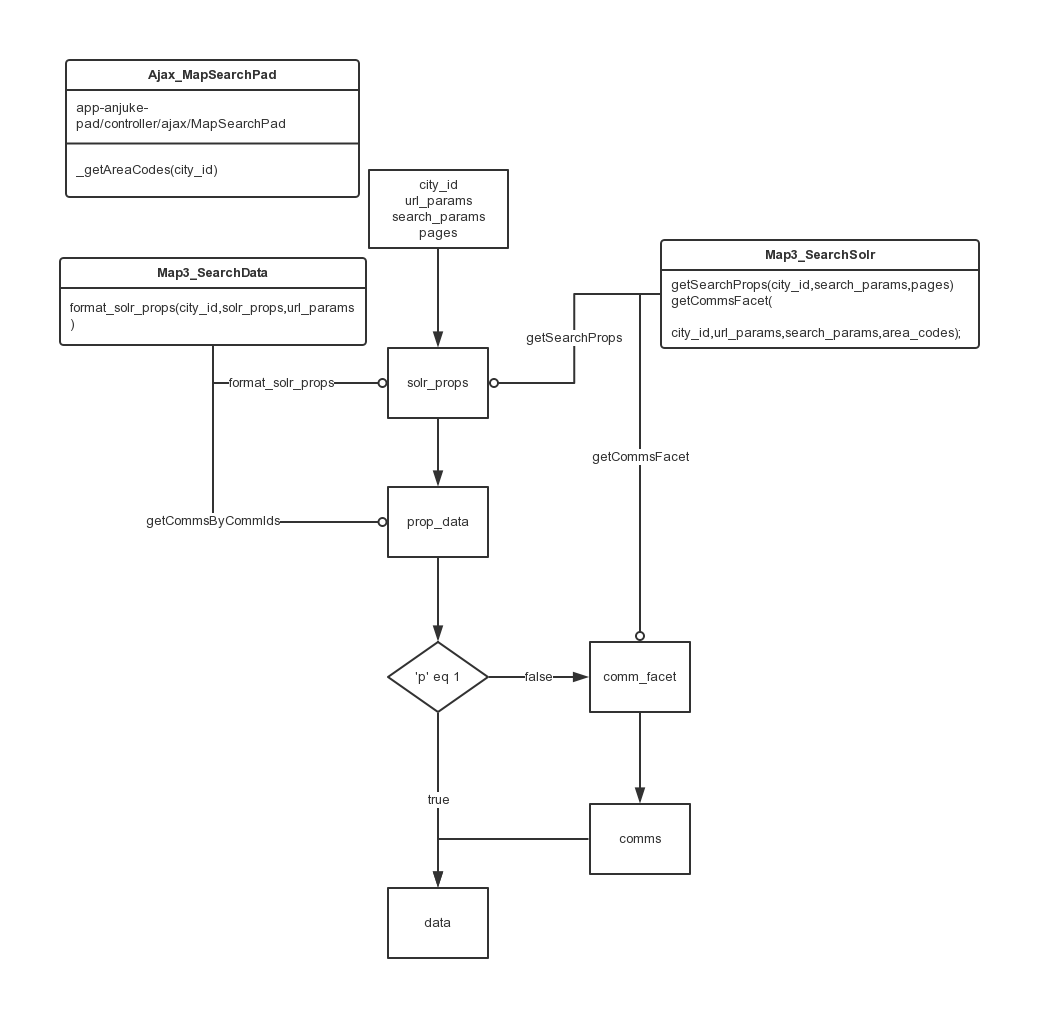 Ajax_MapSearchPad
app-anjuke-
pad/controller/ajax/MapSearchPad
_getAreaCodes(city_id)
city_id
url_params
search_params
pages
Map3_SearchData
format_solr_props(city_id,solr_props,url_params
)
Map3_SearchSolr
getSearchProps(city_id,search_params,pages)
getCommsFacet(
city_id,url_params,search_params,area_codes);
getSearchProps
format_solr_props
solr_props
getCommsFacet
getCommsByCommIds
prop_data
'p' eq 1
false
comm_facet
true
comms
data